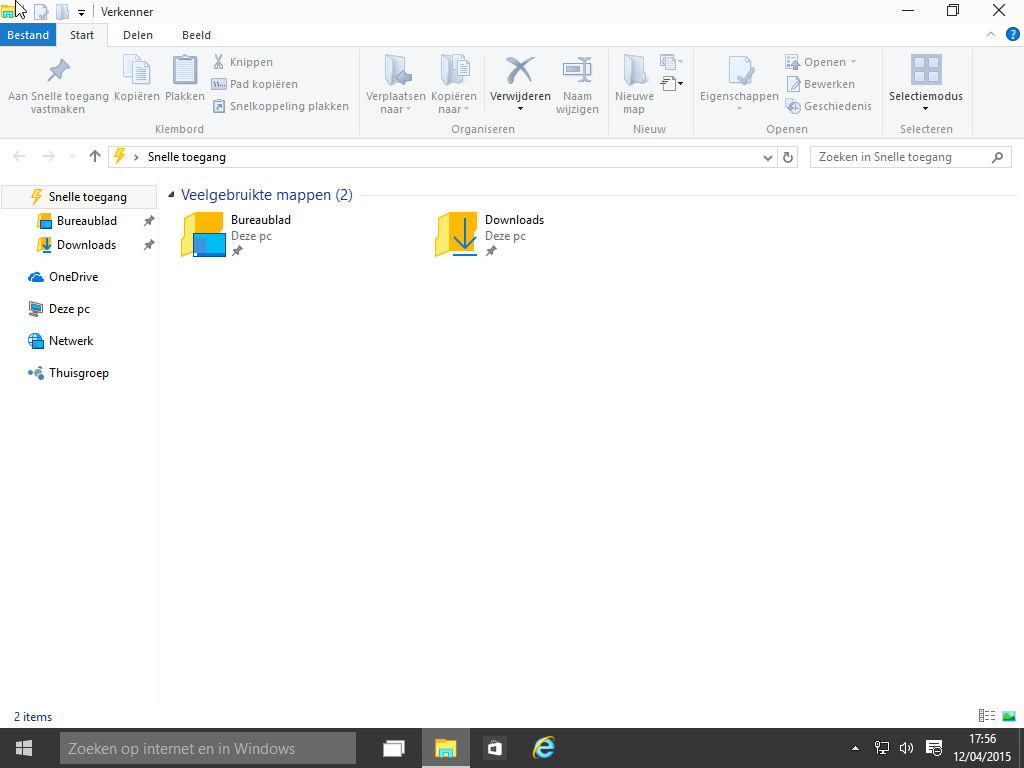 Verkenner
Bestand Start Delen Beeld
Aan Snelle toegang vastmaken
Kopiëren
Plakken
Knippen
Pad kopiëren
Snelkoppeling plakken
Klembord
Verplaatsen naar
Kopiëren naar
Verwijderen
Naam wijzigen
Organiseren
Nieuwe map
Nieuw
Eigenschappen
Openen
Bewerken
Geschiedenis
Openen
Selectiemodus
Selecteren
Snelle toegang
Zoeken in Snelle toegang
Snelle toegang
Bureaublad
Downloads
OneDrive
Deze pc
Netwerk
Thuisgroep
Veelgebruikte mappen (2)
Bureaublad
Deze pc
Downloads
Deze pc
2 items
Zoeken op internet en in Windows
17:56
12/04/2015